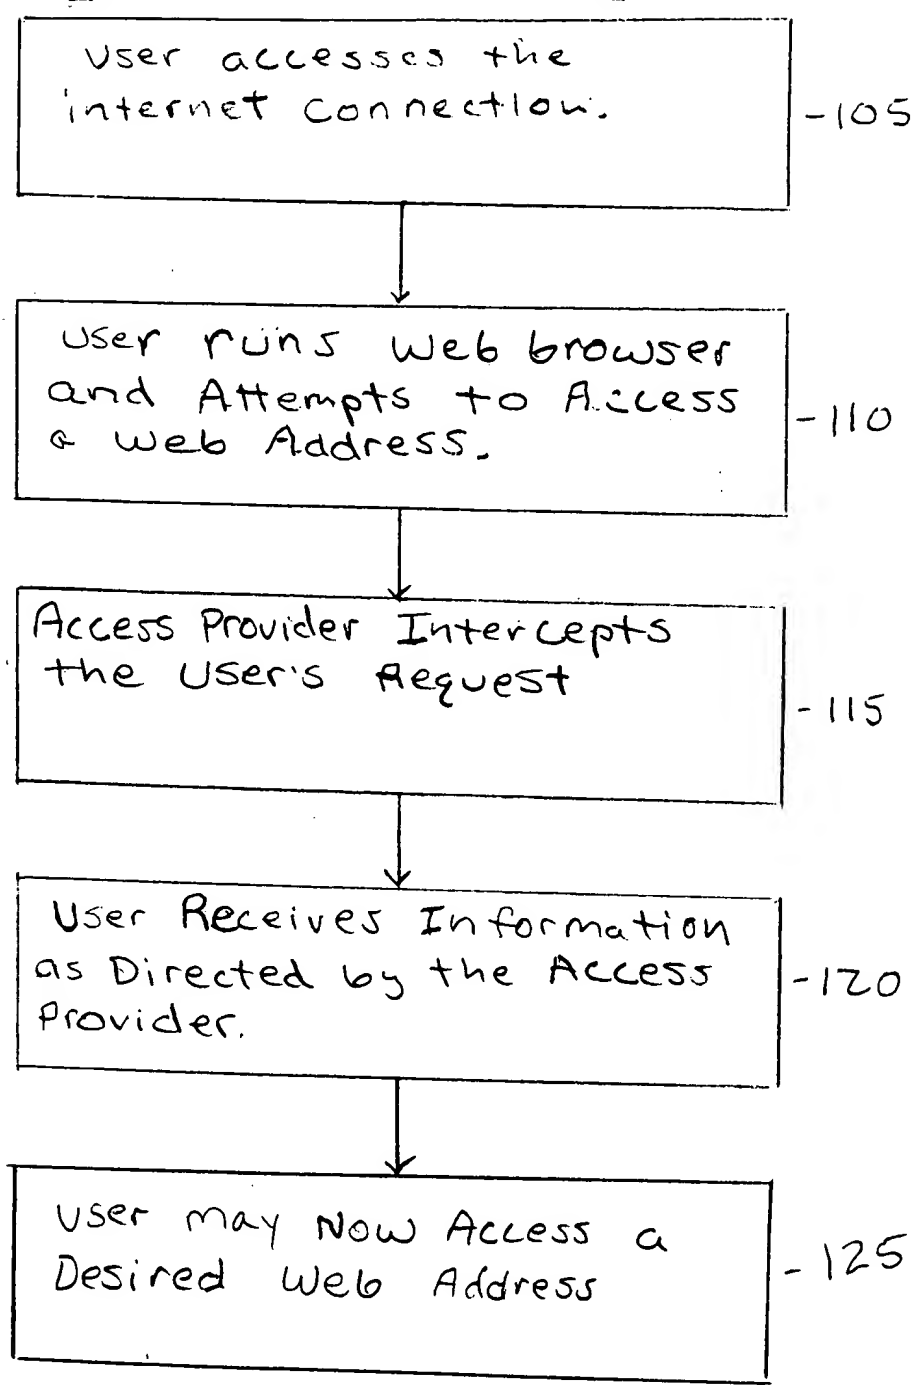 User accesses the
internet connection.
-105
User runs Web browser
and Attempts to Access
a Web Address.
-110
Access Provider Intercepts
the User's Request
-115
User Receives Information
as Directed by the Access
Provider.
-120
User may Now Access a
Desired Web Address
-125